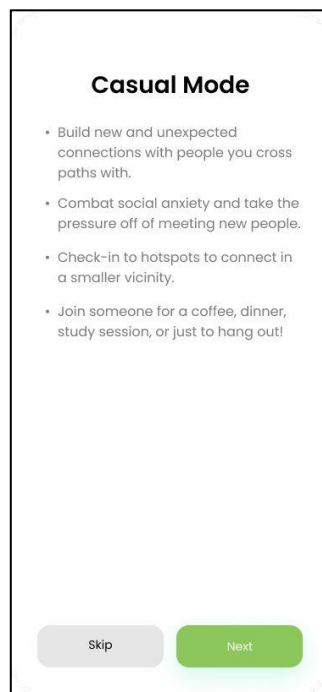 Casual Mode
• Build new and unexpected
connections with people you cross
paths with.
• Combat social anxiety and take the
pressure off of meeting new people.
• Check-in to hotspots to connect in
a smaller vicinity.
• Join someone for a coffee, dinner,
study session, or just to hang out!
Skip
Next